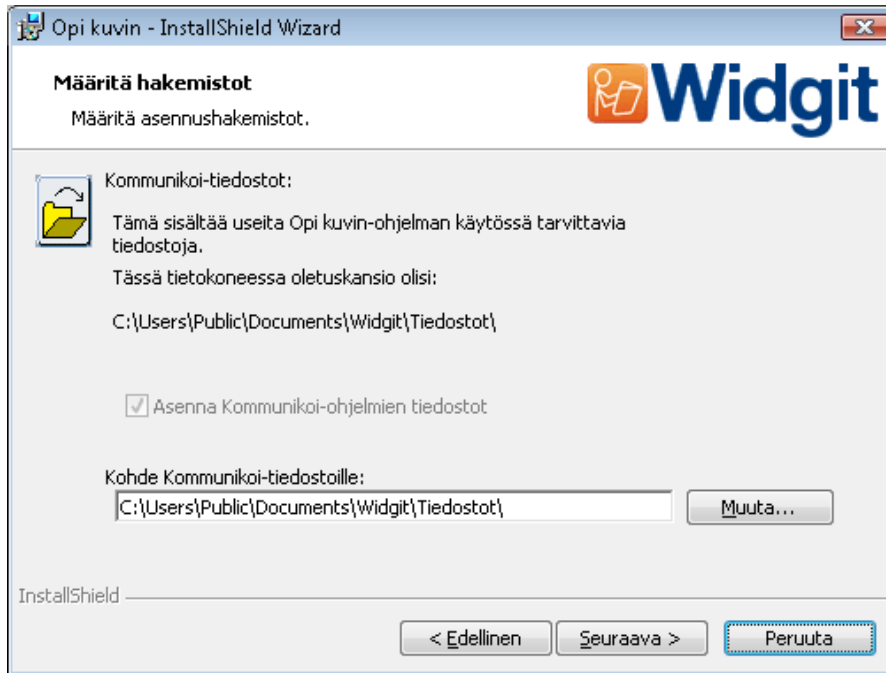 Opi kuvin - InstallShield Wizard
Määritä hakemistot
Määritä asennushakemistot.
Widgit
Kommunikoi-tiedostot:
Tämä sisältää useita Opi kuvin-ohjelman käytössä tarvittavia
tiedostoja.
Tässä tietokoneessa oletuskansio olisi:
C:\Users\Public\Documents\Widgit\Tiedostot\
Asenna Kommunikoi-ohjelmien tiedostot
Kohde Kommunikoi-tiedostoille:
C:\Users\Public\Documents\Widgit\Tiedostot\
Muuta...
InstallShield
< Edellinen
Seuraava >
Peruuta